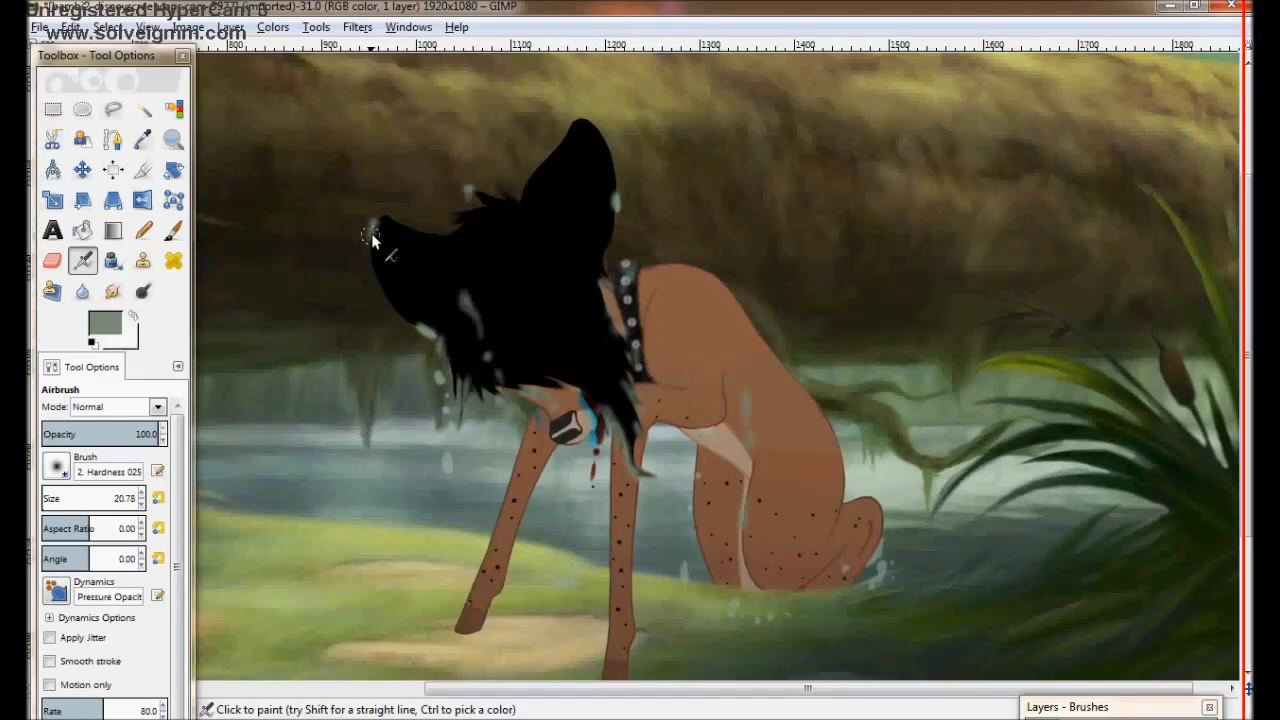 Unregistered HyperCam 3
(imported)-31.0 (RGB color, 1 layer) 1920x1080 – GIMP
www.solveigmm.com
File Edit Select View Image Layer Colors Tools Filters Windows Help
800 900 1000 1100 1200 1300 1400 1500 1600 1700 1800
Toolbox - Tool Options
Tool Options
Airbrush
Mode: Normal
Opacity 100.0
Brush
2. Hardness 025
Size 20.78
Aspect Ratio 0.00
Angle 0.00
Dynamics
Pressure Opacit
Dynamics Options
Apply Jitter
Smooth stroke
Motion only
Rate 80.0
Click to paint (try Shift for a straight line, Ctrl to pick a color)
Layers - Brushes